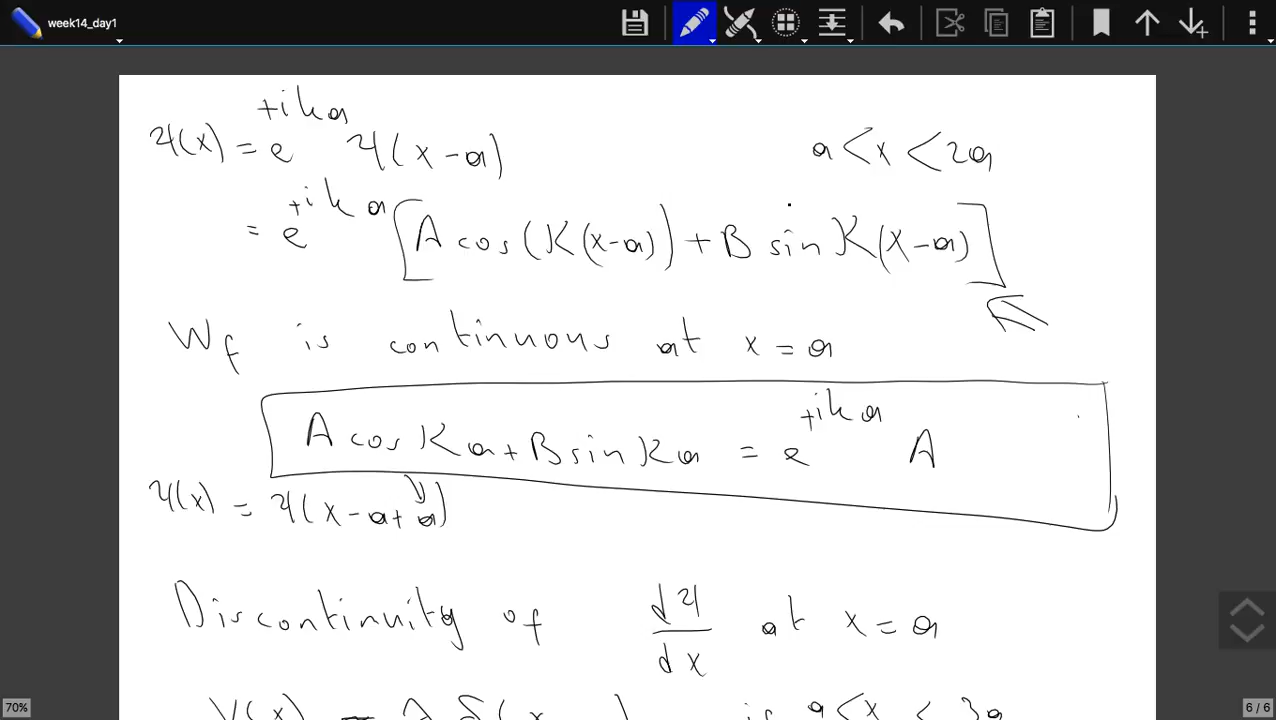 week14_day1
ψ(x) = e^{+ika} ψ(x-a)    a<x<2a
= e^{+ika} [A cos(K(x-a)) + B sin K(x-a)]
Wf is continuous at x = a
A cos Ka + B sin Ka = e^{+ika} A
ψ(x) = ψ(x-a+a)
Discontinuity of dψ/dx at x = a
70%
6 / 6